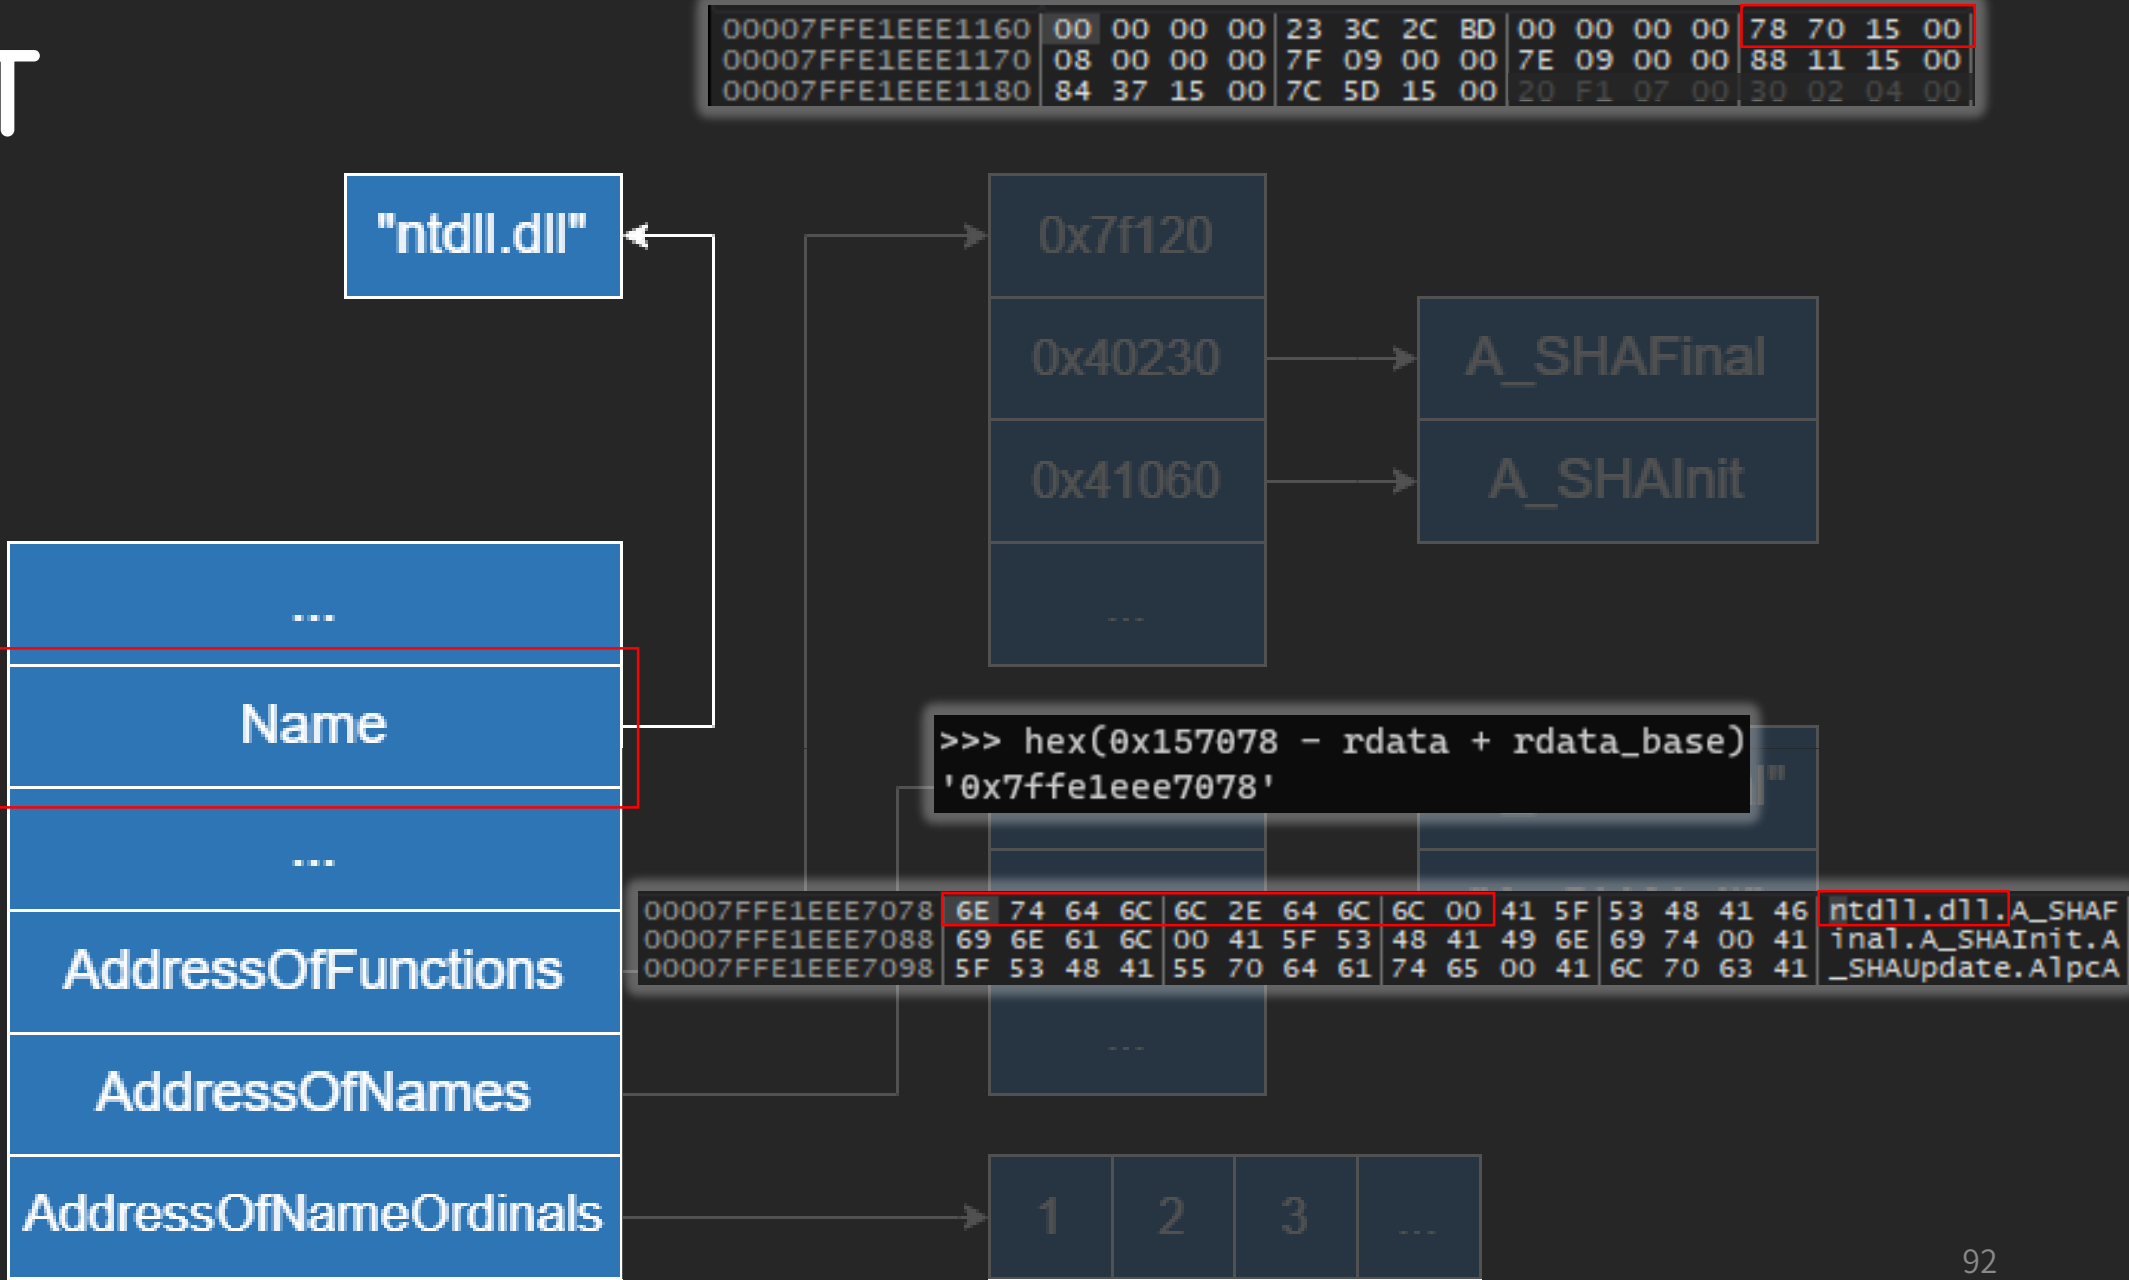 T
00007FFE1EEE1160 00 00 00 00 23 3C 2C BD 00 00 00 00 78 70 15 00
00007FFE1EEE1170 08 00 00 00 7F 09 00 00 7E 09 00 00 88 11 15 00
00007FFE1EEE1180 84 37 15 00 7C 5D 15 00 20 F1 07 00 30 02 04 00
"ntdll.dll"
0x7f120
0x40230
A_SHAFinal
0x41060
A_SHAInit
...
...
Name
>>> hex(0x157078 - rdata + rdata_base)
'0x7ffe1eee7078'
...
00007FFE1EEE7078 6E 74 64 6C 6C 2E 64 6C 6C 00 41 5F 53 48 41 46 ntdll.dll.A_SHAF
00007FFE1EEE7088 69 6E 61 6C 00 41 5F 53 48 41 49 6E 69 74 00 41 inal.A_SHAInit.A
00007FFE1EEE7098 5F 53 48 41 55 70 64 61 74 65 00 41 6C 70 63 41 _SHAUpdate.AlpcA
AddressOfFunctions
...
AddressOfNames
AddressOfNameOrdinals
1 2 3 ...
92